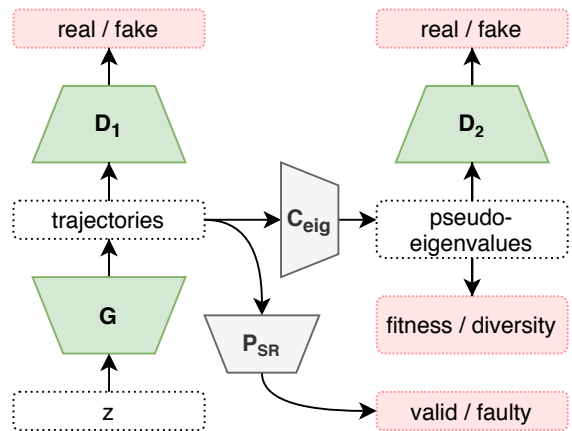 real / fake
real / fake
D1
D2
trajectories
Ceig
pseudo-
eigenvalues
G
PSR
fitness / diversity
z
valid / faulty